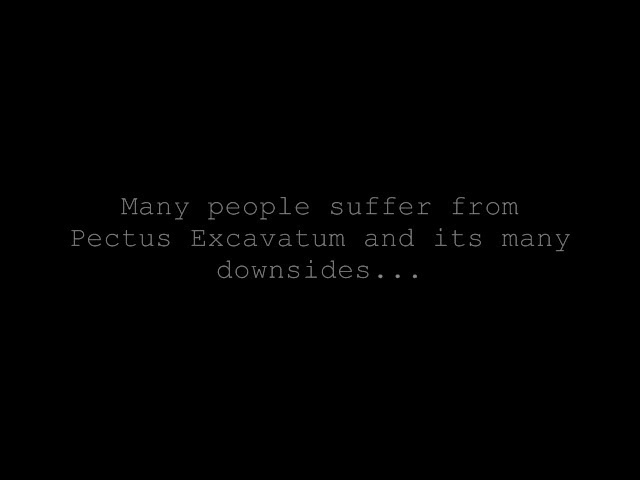 Many people suffer from
Pectus Excavatum and its many
downsides...